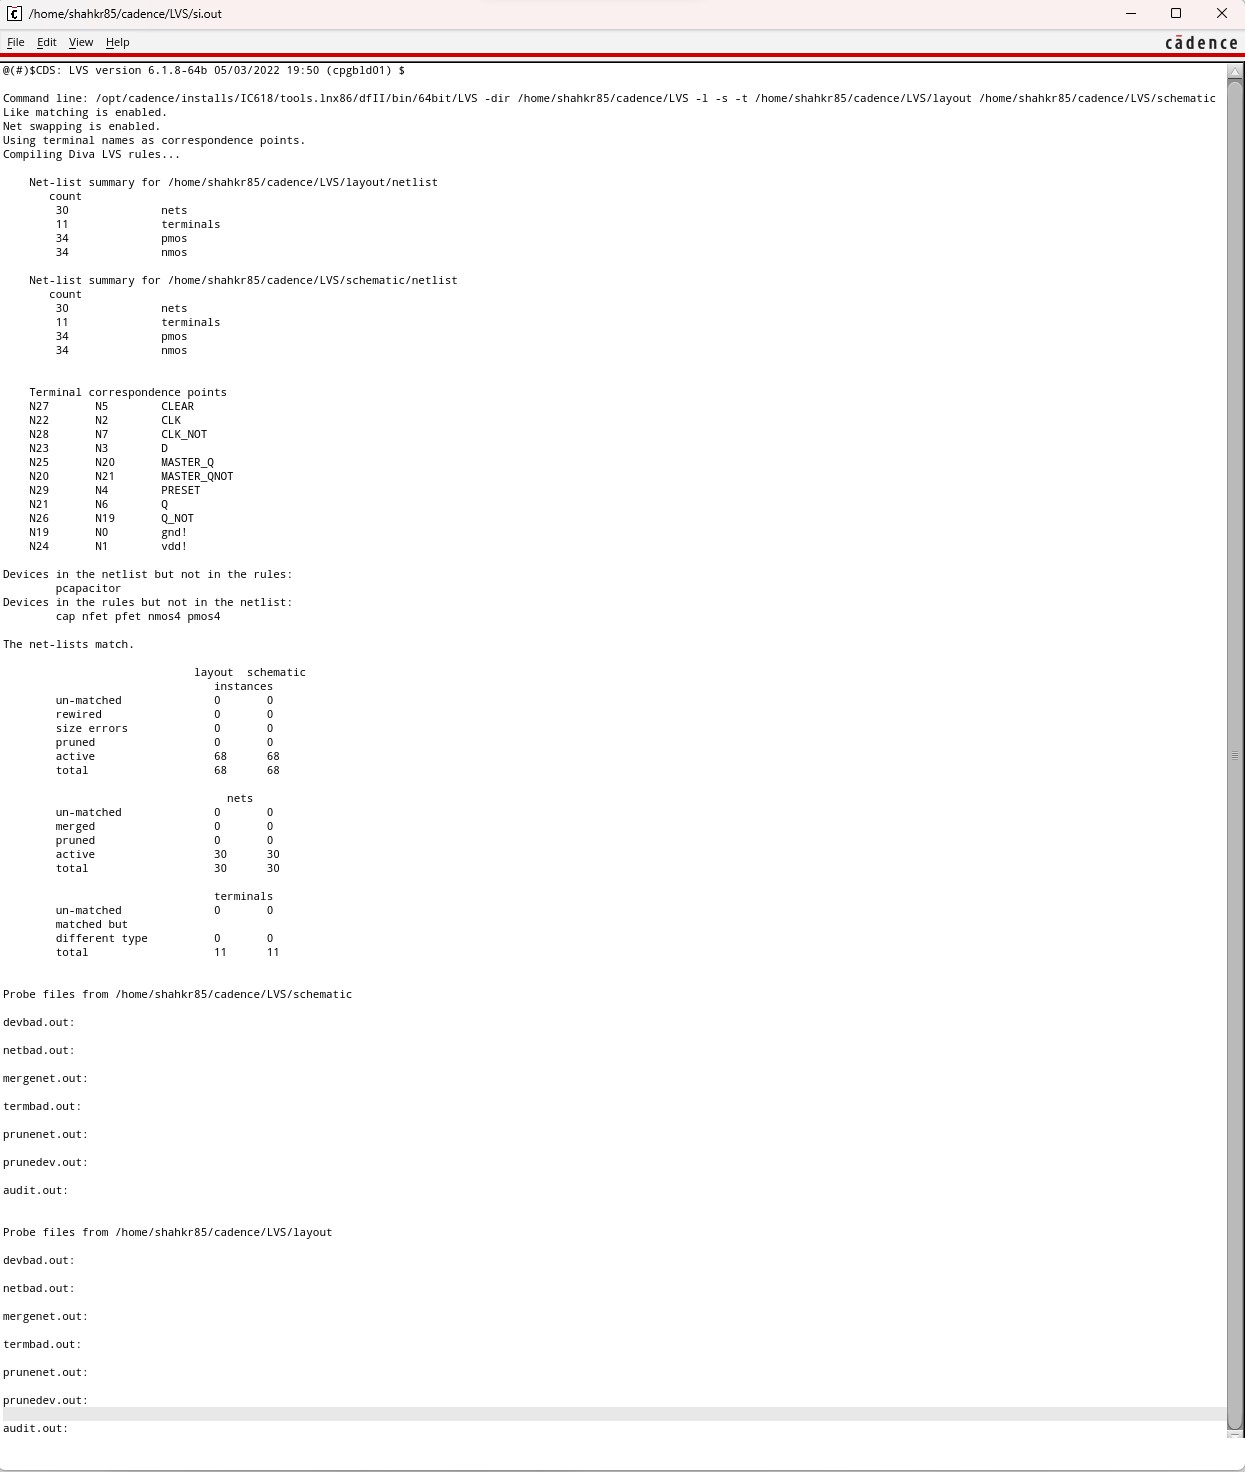 /home/shahkr85/cadence/LVS/si.out
File Edit View Help
cādence
@(#)$CDS: LVS version 6.1.8-64b 05/03/2022 19:50 (cpgbld01) $
Command line: /opt/cadence/installs/IC618/tools.lnx86/dfII/bin/64bit/LVS -dir /home/shahkr85/cadence/LVS -l -s -t /home/shahkr85/cadence/LVS/layout /home/shahkr85/cadence/LVS/schematic
Like matching is enabled.
Net swapping is enabled.
Using terminal names as correspondence points.
Compiling Diva LVS rules...
Net-list summary for /home/shahkr85/cadence/LVS/layout/netlist
count
30 nets
11 terminals
34 pmos
34 nmos
Net-list summary for /home/shahkr85/cadence/LVS/schematic/netlist
count
30 nets
11 terminals
34 pmos
34 nmos
Terminal correspondence points
N27 N5 CLEAR
N22 N2 CLK
N28 N7 CLK_NOT
N23 N3 D
N25 N20 MASTER_Q
N20 N21 MASTER_QNOT
N29 N4 PRESET
N21 N6 Q
N26 N19 Q_NOT
N19 N0 gnd!
N24 N1 vdd!
Devices in the netlist but not in the rules:
pcapacitor
Devices in the rules but not in the netlist:
cap nfet pfet nmos4 pmos4
The net-lists match.
layout schematic
instances
un-matched 0 0
rewired 0 0
size errors 0 0
pruned 0 0
active 68 68
total 68 68
nets
un-matched 0 0
merged 0 0
pruned 0 0
active 30 30
total 30 30
terminals
un-matched 0 0
matched but
different type 0 0
total 11 11
Probe files from /home/shahkr85/cadence/LVS/schematic
devbad.out:
netbad.out:
mergenet.out:
termbad.out:
prunenet.out:
prunedev.out:
audit.out:
Probe files from /home/shahkr85/cadence/LVS/layout
devbad.out:
netbad.out:
mergenet.out:
termbad.out:
prunenet.out:
prunedev.out:
audit.out: